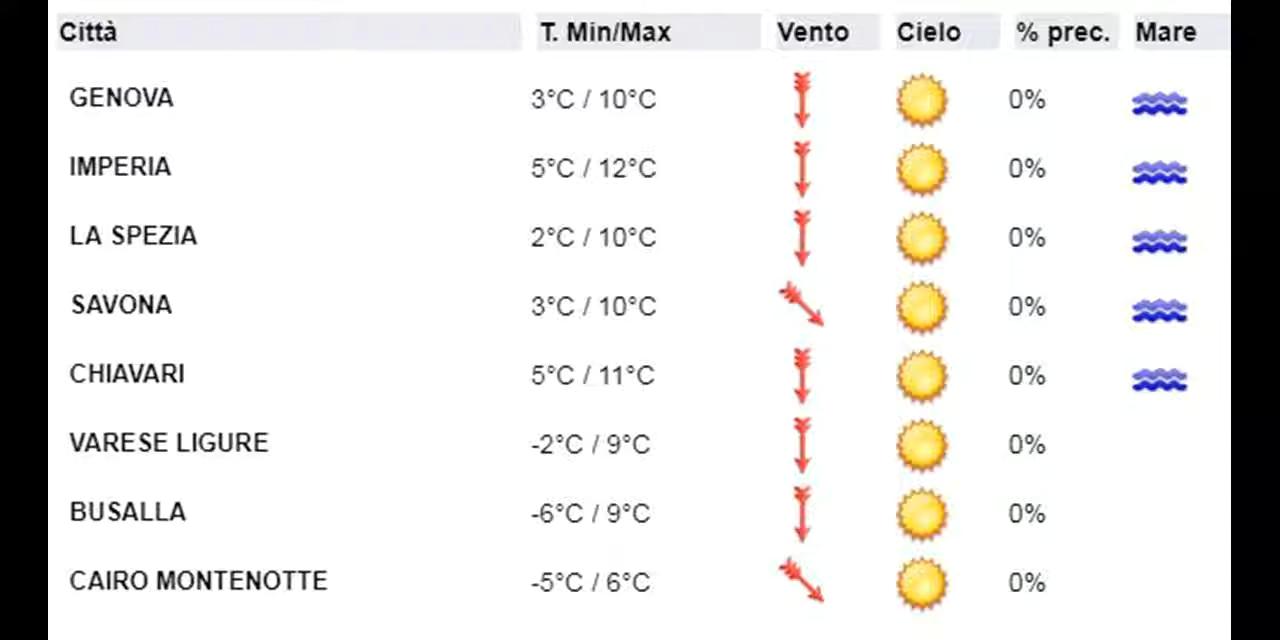 Città T. Min/Max Vento Cielo % prec. Mare
GENOVA 3°C / 10°C 0%
IMPERIA 5°C / 12°C 0%
LA SPEZIA 2°C / 10°C 0%
SAVONA 3°C / 10°C 0%
CHIAVARI 5°C / 11°C 0%
VARESE LIGURE -2°C / 9°C 0%
BUSALLA -6°C / 9°C 0%
CAIRO MONTENOTTE -5°C / 6°C 0%